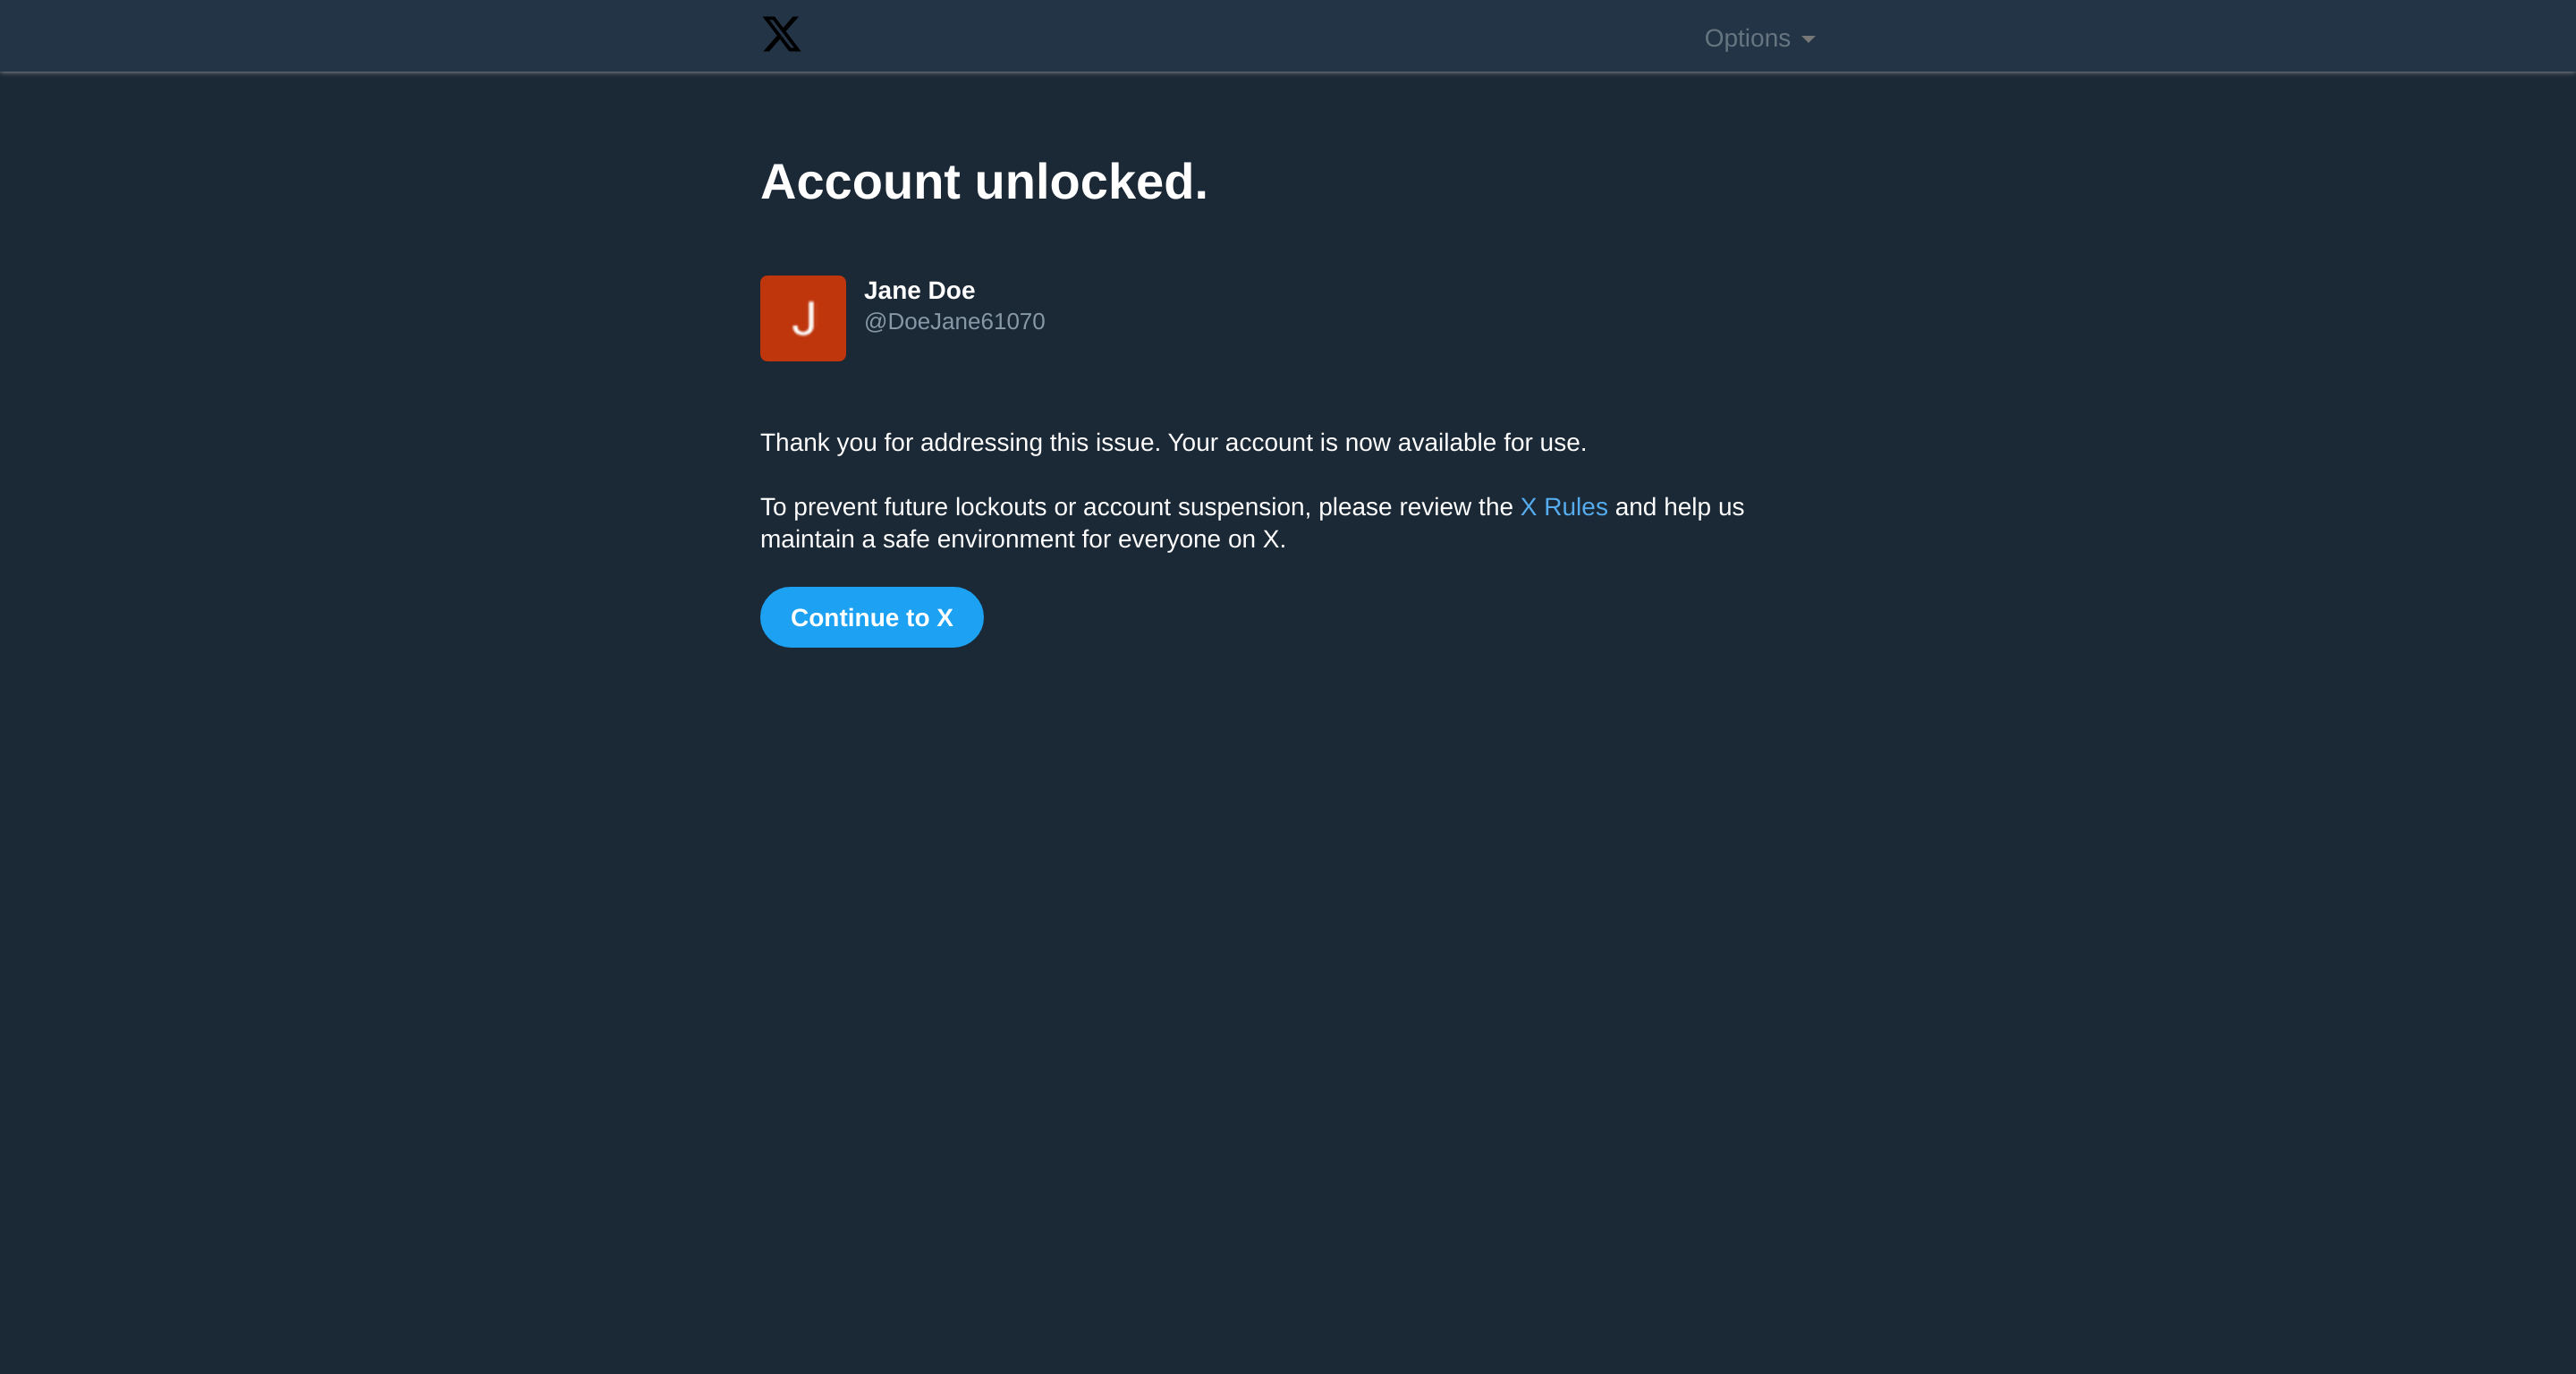 Options
Account unlocked.
J
Jane Doe
@DoeJane61070
Thank you for addressing this issue. Your account is now available for use.
To prevent future lockouts or account suspension, please review the X Rules and help us
maintain a safe environment for everyone on X.
Continue to X